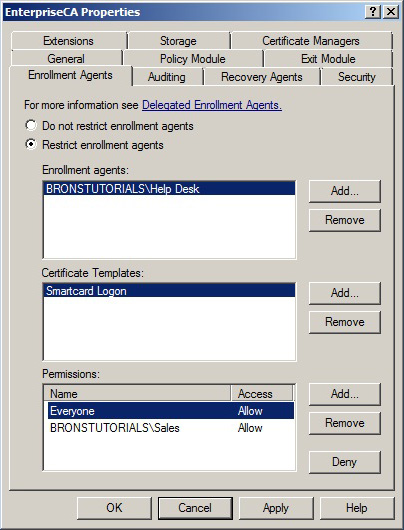 EnterpriseCA Properties
Extensions Storage Certificate Managers
General Policy Module Exit Module
Enrollment Agents Auditing Recovery Agents Security
For more information see Delegated Enrollment Agents.
Do not restrict enrollment agents
Restrict enrollment agents
Enrollment agents:
BRONSTUTORIALS\Help Desk
Add...
Remove
Certificate Templates:
Smartcard Logon
Add...
Remove
Permissions:
Name Access
Everyone Allow
BRONSTUTORIALS\Sales Allow
Add...
Remove
Deny
OK Cancel Apply Help